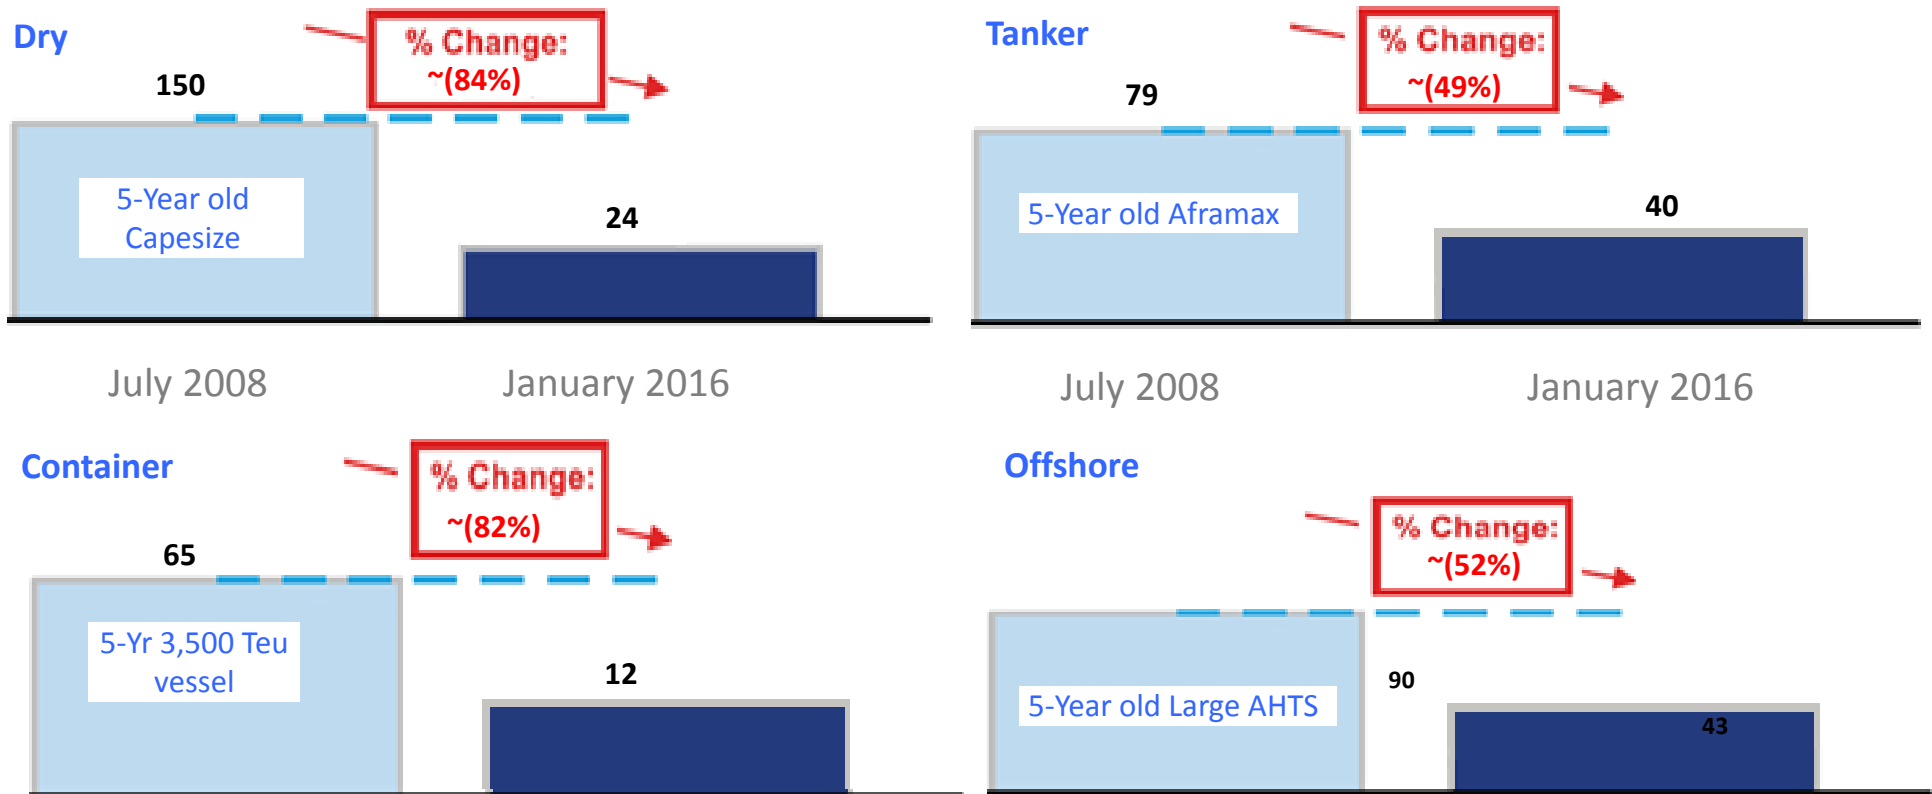 Dry
% Change:
~(84%)
150
5-Year old
Capesize
24
July 2008
January 2016
Tanker
% Change:
~(49%)
79
5-Year old Aframax
40
July 2008
January 2016
Container
% Change:
~(82%)
65
5-Yr 3,500 Teu
vessel
12
Offshore
% Change:
~(52%)
90
5-Year old Large AHTS
43